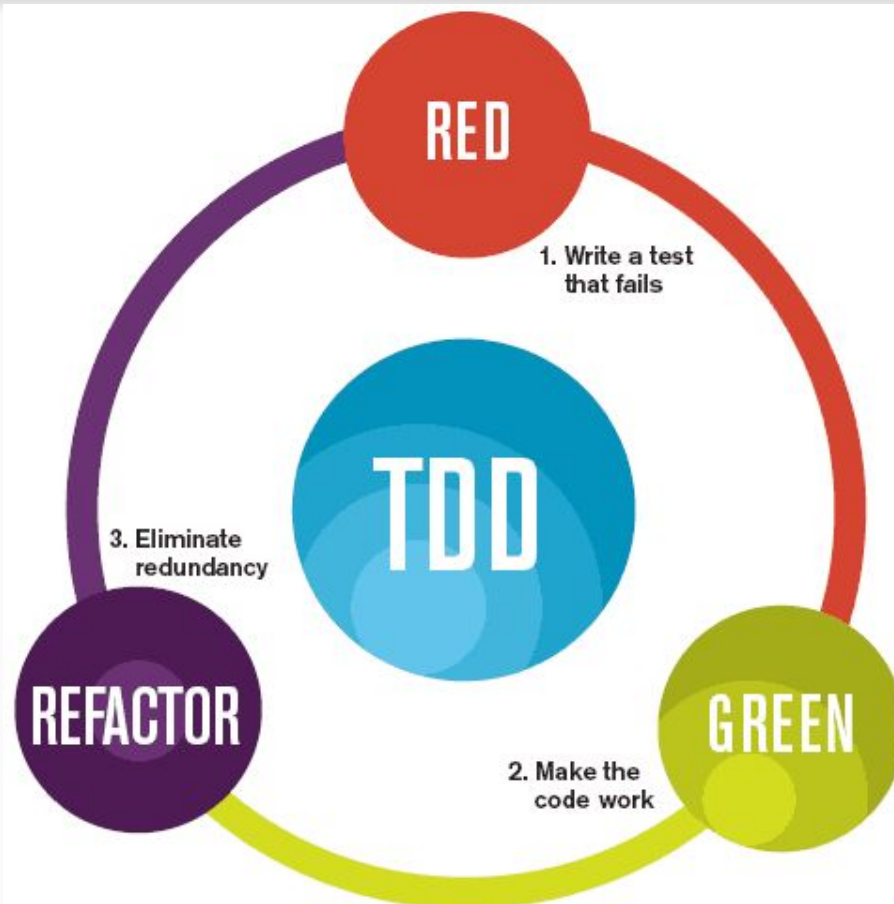 RED
1. Write a test
that fails
TDD
3. Eliminate
redundancy
REFACTOR
GREEN
2. Make the
code work